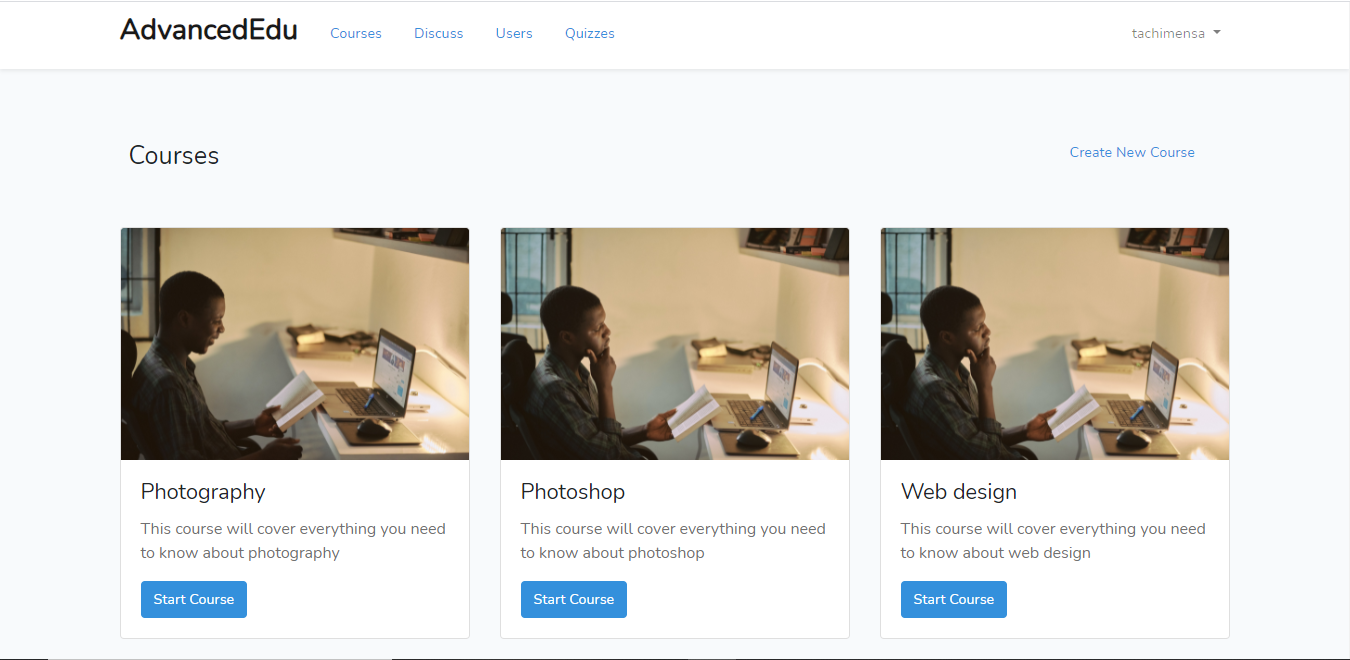 AdvancedEdu Courses Discuss Users Quizzes tachimensa
Courses Create New Course
Photography
This course will cover everything you need
to know about photography
Start Course
Photoshop
This course will cover everything you need
to know about photoshop
Start Course
Web design
This course will cover everything you need
to know about web design
Start Course